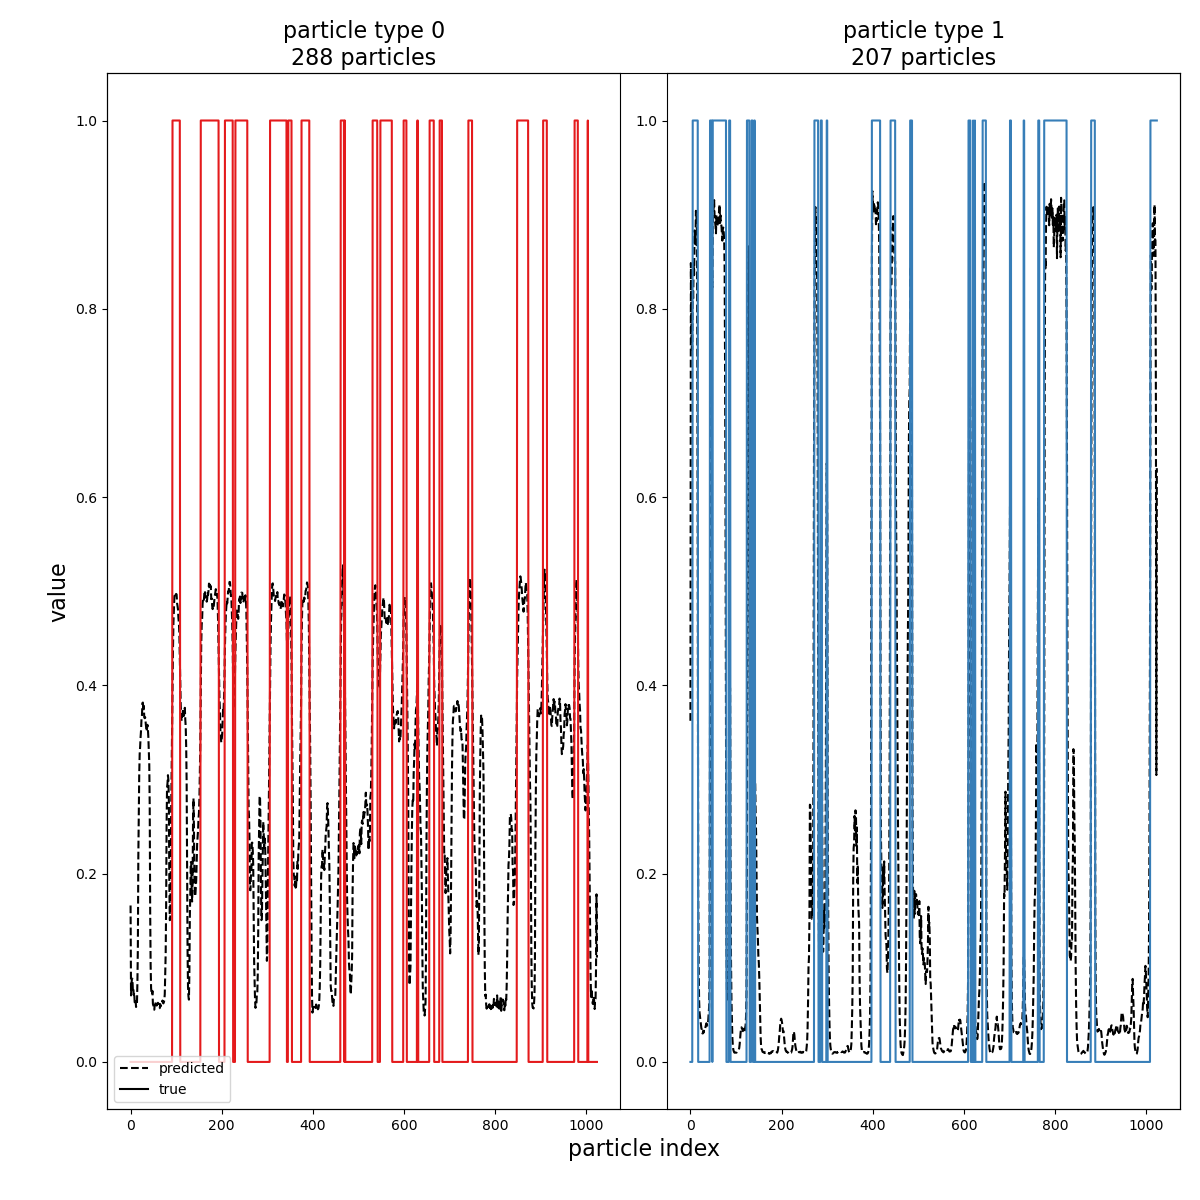 particle type 0
288 particles
particle type 1
207 particles
value
1.0
0.8
0.6
0.4
0.2
0.0
1.0
0.8
0.6
0.4
0.2
0.0
predicted
true
0 200 400 600 800 1000
0 200 400 600 800 1000
particle index